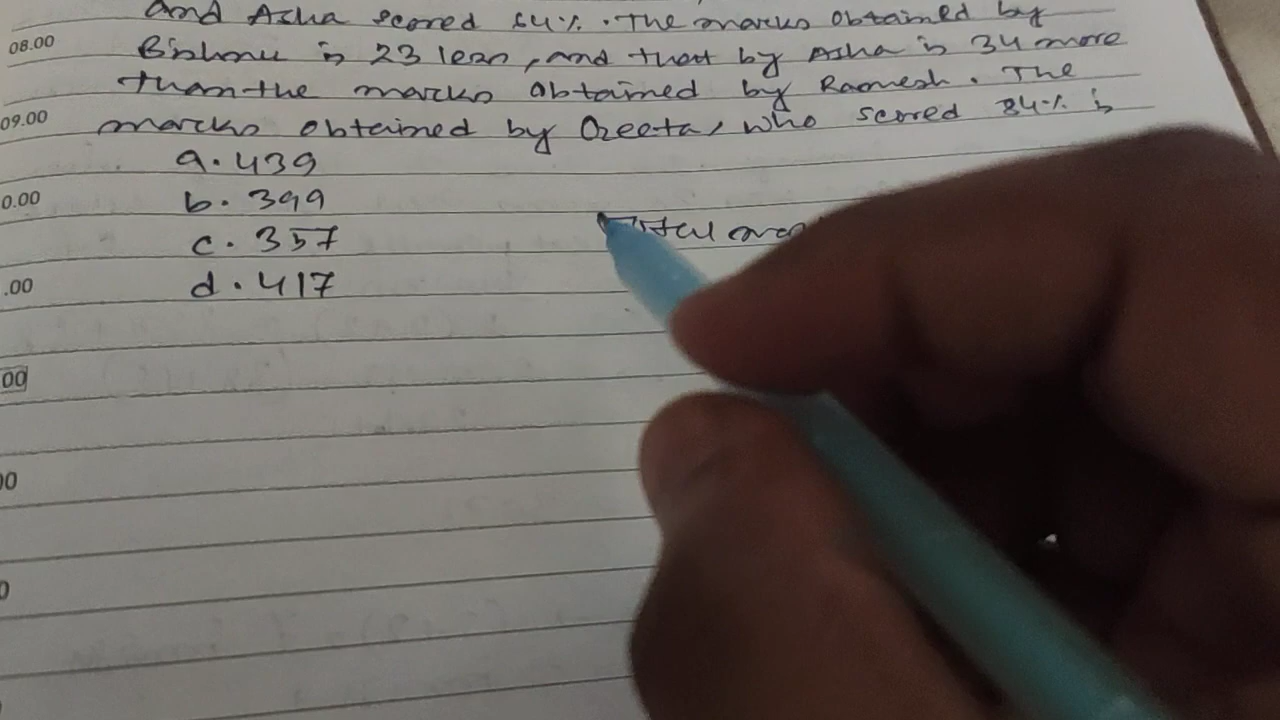 And Asha scored 64%. The marks obtained by
08.00
Bishnu is 23 less, and that by Asha is 34 more
than the marks obtained by Ramesh. The
09.00
marks obtained by Geeta, who scored 84% is
a. 439
0.00
b. 399
Total
c. 357
.00
d. 417
00
00
0